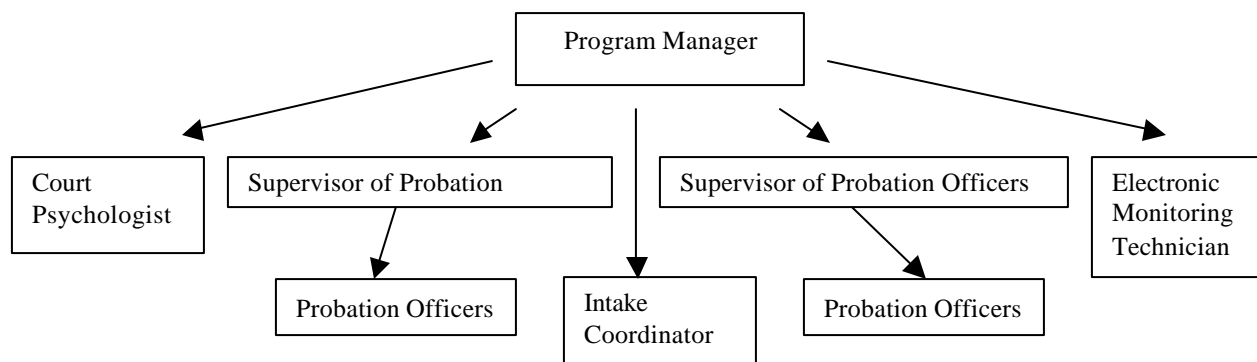 Program Manager
Court
Psychologist
Supervisor of Probation
Supervisor of Probation Officers
Electronic
Monitoring
Technician
Probation Officers
Intake
Coordinator
Probation Officers